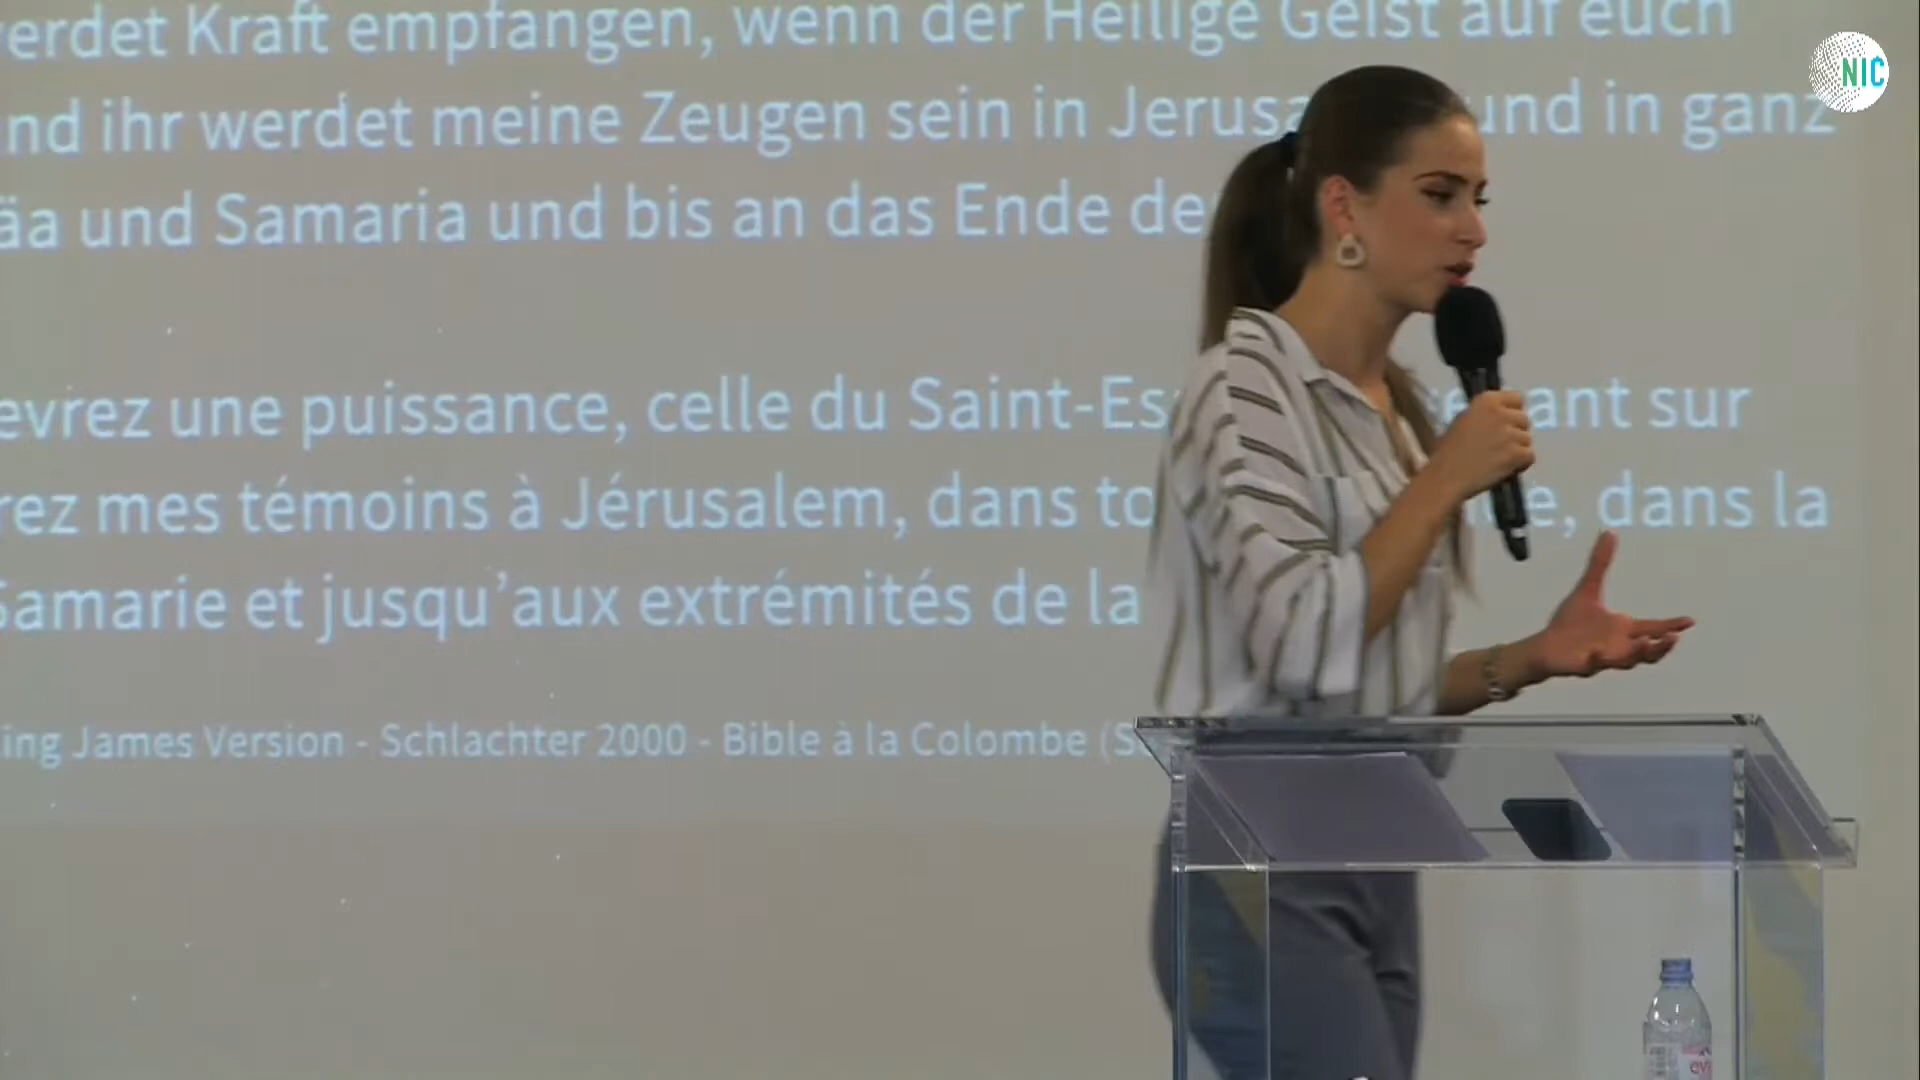 werdet Kraft empfangen, wenn der Heilige Geist auf euch
NIC
nd ihr werdet meine Zeugen sein in Jerusa und in ganz
äa und Samaria und bis an das Ende de
evrez une puissance, celle du Saint-Es ant sur
rez mes témoins à Jérusalem, dans to e, dans la
Samarie et jusqu’aux extrémités de la
ing James Version - Schlachter 2000 - Bible à la Colombe (S